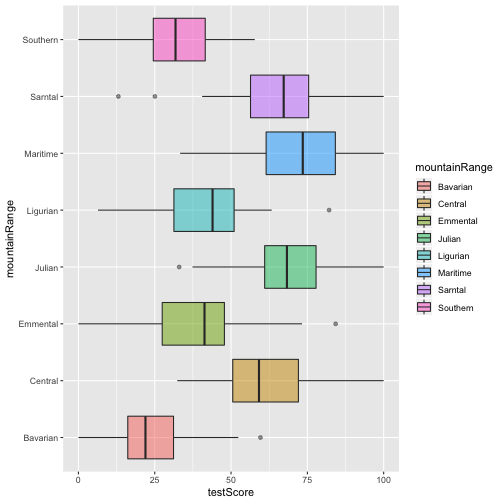 mountainRange
Southern
Sarntal
Maritime
Ligurian
Julian
Emmental
Central
Bavarian
0
25
50
75
100
testScore
mountainRange
Bavarian
Central
Emmental
Julian
Ligurian
Maritime
Sarntal
Southern